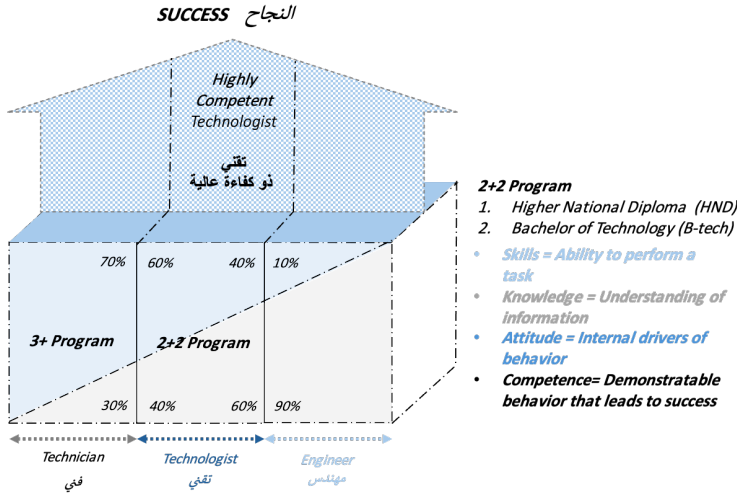 SUCCESS النجاح
Highly
Competent
Technologist
تقني
ذو كفاءة عالية
70% 60% 40% 10%
3+ Program 2+2 Program
30% 40% 60% 90%
Technician Technologist Engineer
فني تقني مهندس
2+2 Program
1. Higher National Diploma (HND)
2. Bachelor of Technology (B-tech)
• Skills = Ability to perform a
task
• Knowledge = Understanding of
information
• Attitude = Internal drivers of
behavior
• Competence= Demonstratable
behavior that leads to success